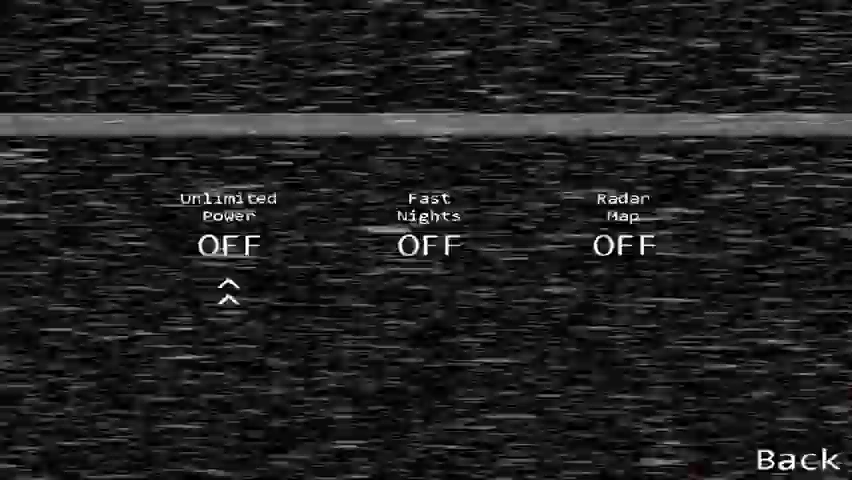 Unlimited Power
OFF
Fast Nights
OFF
Radar Map
OFF
Back